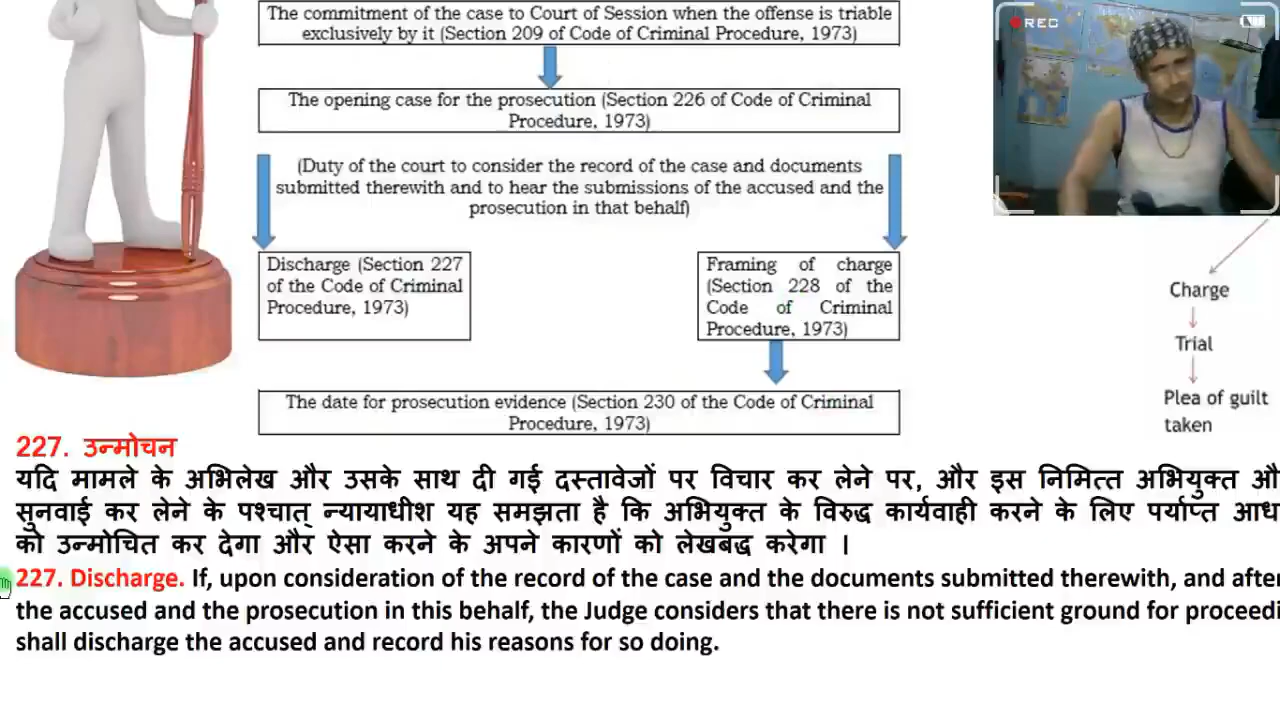 The commitment of the case to Court of Session when the offense is triable
exclusively by it (Section 209 of Code of Criminal Procedure, 1973)
REC
The opening case for the prosecution (Section 226 of Code of Criminal
Procedure, 1973)
(Duty of the court to consider the record of the case and documents
submitted therewith and to hear the submissions of the accused and the
prosecution in that behalf)
Discharge (Section 227
of the Code of Criminal
Procedure, 1973)
Framing of charge
(Section 228 of the
Code of Criminal
Procedure, 1973)
The date for prosecution evidence (Section 230 of the Code of Criminal
Procedure, 1973)
Charge
Trial
Plea of guilt
taken
227. उन्मोचन
यदि मामले के अभिलेख और उसके साथ दी गई दस्तावेजों पर विचार कर लेने पर, और इस निमित्त अभियुक्त औ
सुनवाई कर लेने के पश्चात् न्यायाधीश यह समझता है कि अभियुक्त के विरुद्ध कार्यवाही करने के लिए पर्याप्त आध
को उन्मोचित कर देगा और ऐसा करने के अपने कारणों को लेखबद्ध करेगा ।
227. Discharge. If, upon consideration of the record of the case and the documents submitted therewith, and after
the accused and the prosecution in this behalf, the Judge considers that there is not sufficient ground for proceedi
shall discharge the accused and record his reasons for so doing.